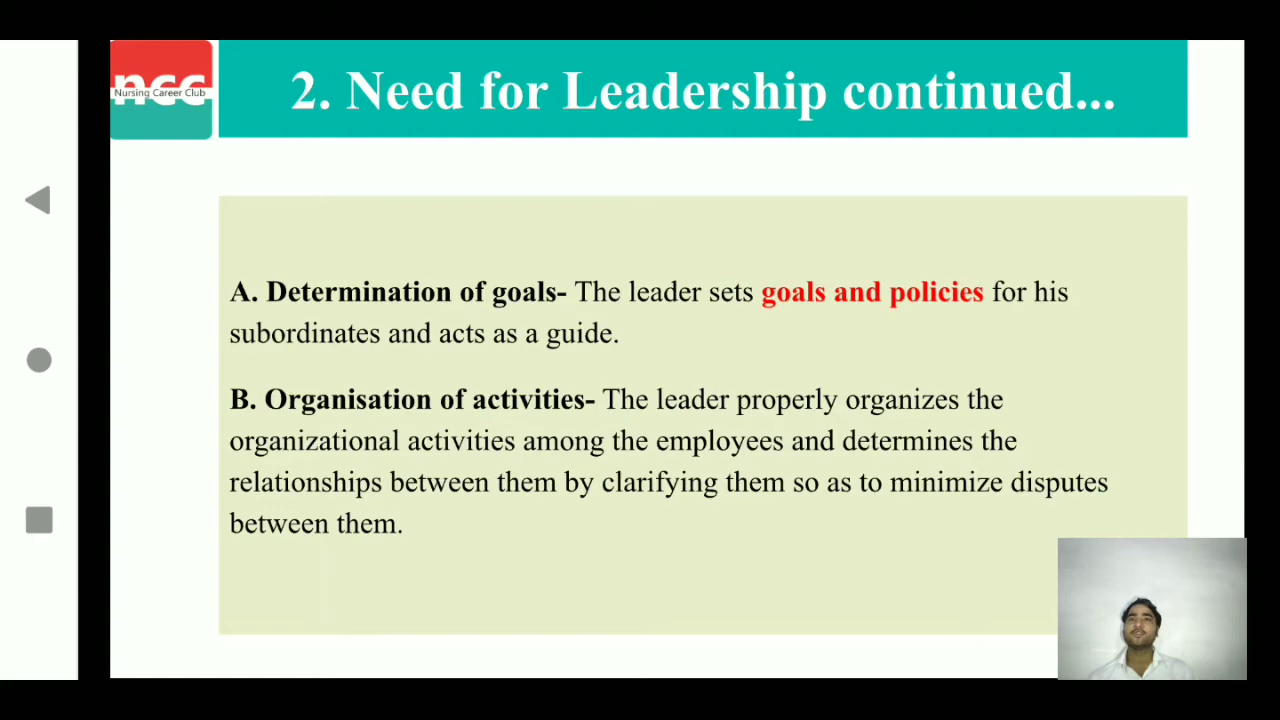 ncc
Nursing Career Club
2. Need for Leadership continued...
A. Determination of goals- The leader sets goals and policies for his
subordinates and acts as a guide.
B. Organisation of activities- The leader properly organizes the
organizational activities among the employees and determines the
relationships between them by clarifying them so as to minimize disputes
between them.